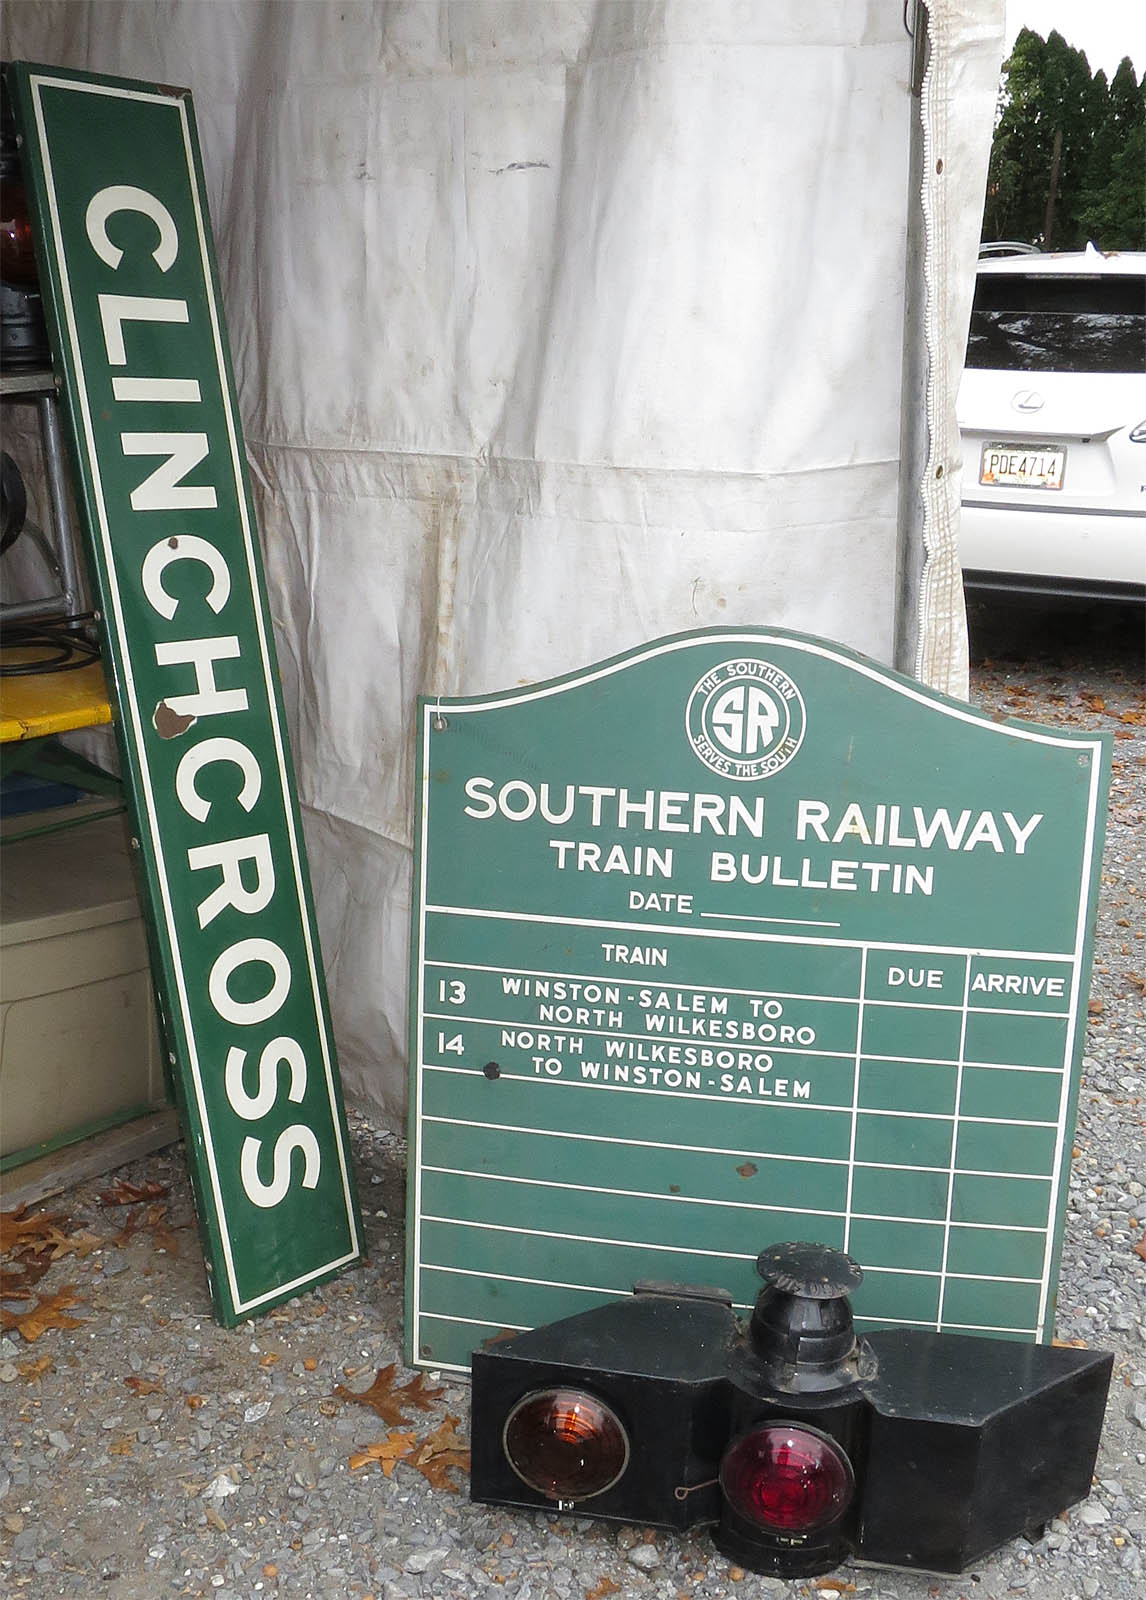 CLINCHCROSS
PDE4714
THE SOUTHERN
SR
SERVES THE SOUTH
SOUTHERN RAILWAY
TRAIN BULLETIN
DATE
TRAIN DUE ARRIVE
13 WINSTON-SALEM TO
NORTH WILKESBORO
14 NORTH WILKESBORO
TO WINSTON-SALEM